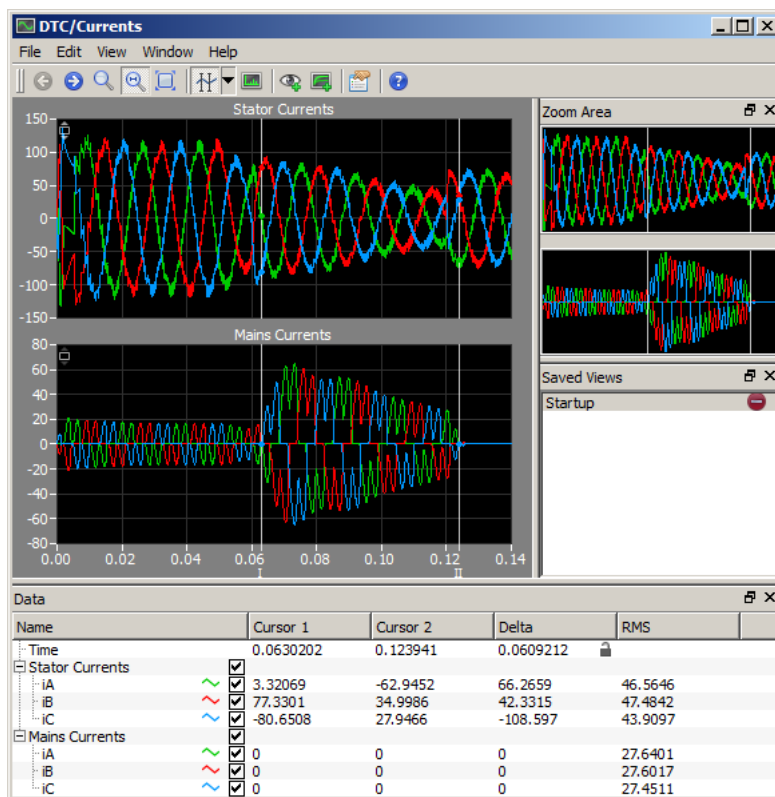 DTC/Currents
File Edit View Window Help
Stator Currents
150
100
50
0
-50
-100
-150
Mains Currents
80
60
40
20
0
-20
-40
-60
-80
0.00 0.02 0.04 0.06 0.08 0.10 0.12 0.14
I II
Zoom Area
Saved Views
Startup
Data
Name Cursor 1 Cursor 2 Delta RMS
Time 0.0630202 0.123941 0.0609212
Stator Currents
iA 3.32069 -62.9452 66.2659 46.5646
iB 77.3301 34.9986 42.3315 47.4842
iC -80.6508 27.9466 -108.597 43.9097
Mains Currents
iA 0 0 0 27.6401
iB 0 0 0 27.6017
iC 0 0 0 27.4511